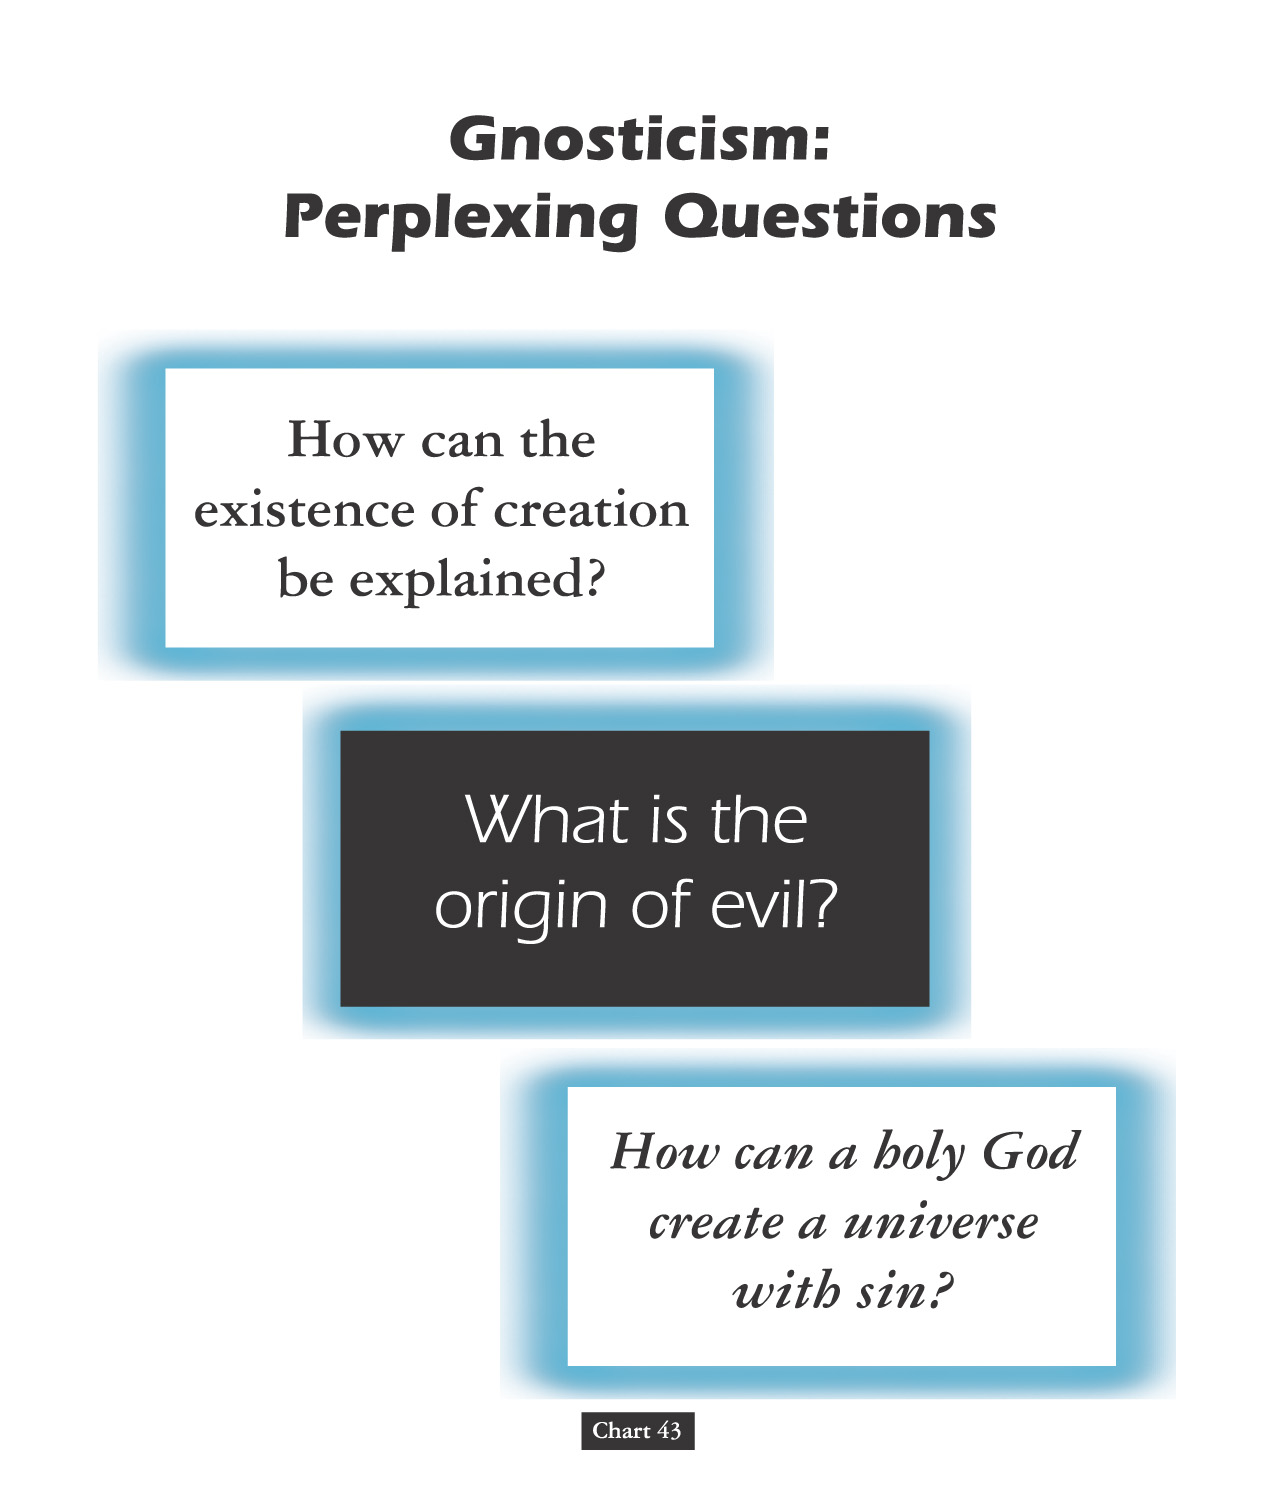 Gnosticism:
Perplexing Questions
How can the
existence of creation
be explained?
What is the
origin of evil?
How can a holy God
create a universe
with sin?
Chart 43